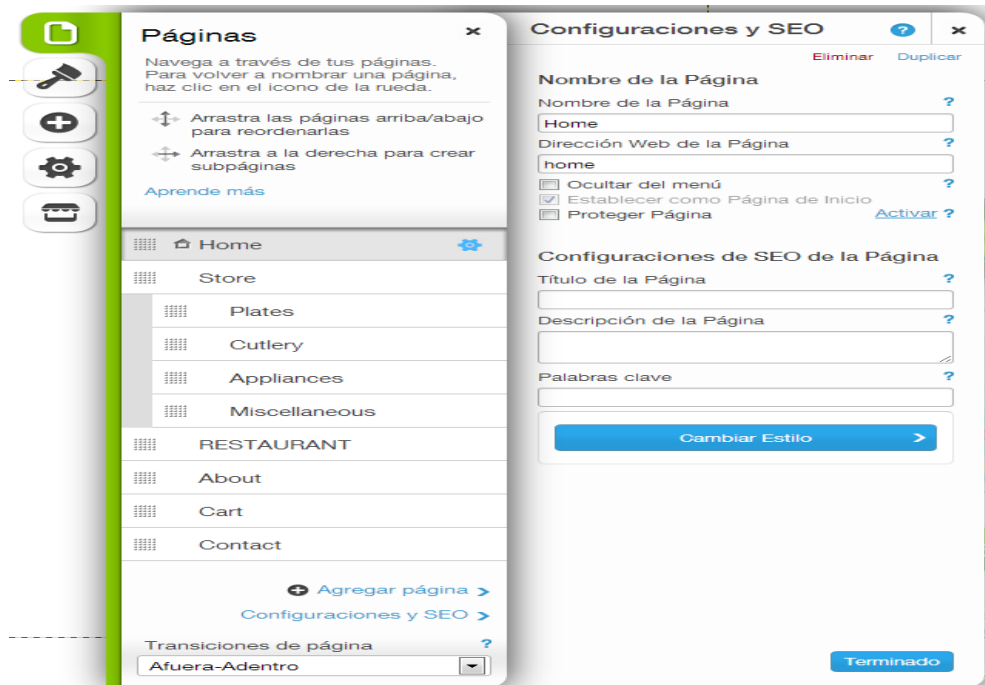 Páginas
Navega a través de tus páginas.
Para volver a nombrar una página,
haz clic en el icono de la rueda.
Arrastra las páginas arriba/abajo
para reordenarlas
Arrastra a la derecha para crear
subpáginas
Aprende más
Home
Store
Plates
Cutlery
Appliances
Miscellaneous
RESTAURANT
About
Cart
Contact
Agregar página >
Configuraciones y SEO >
Transiciones de página ?
Afuera-Adentro
Configuraciones y SEO ?
Eliminar Duplicar
Nombre de la Página
Nombre de la Página ?
Home
Dirección Web de la Página ?
home
Ocultar del menú ?
Establecer como Página de Inicio
Proteger Página Activar ?
Configuraciones de SEO de la Página
Título de la Página ?
Descripción de la Página ?
Palabras clave ?
Cambiar Estilo >
Terminado